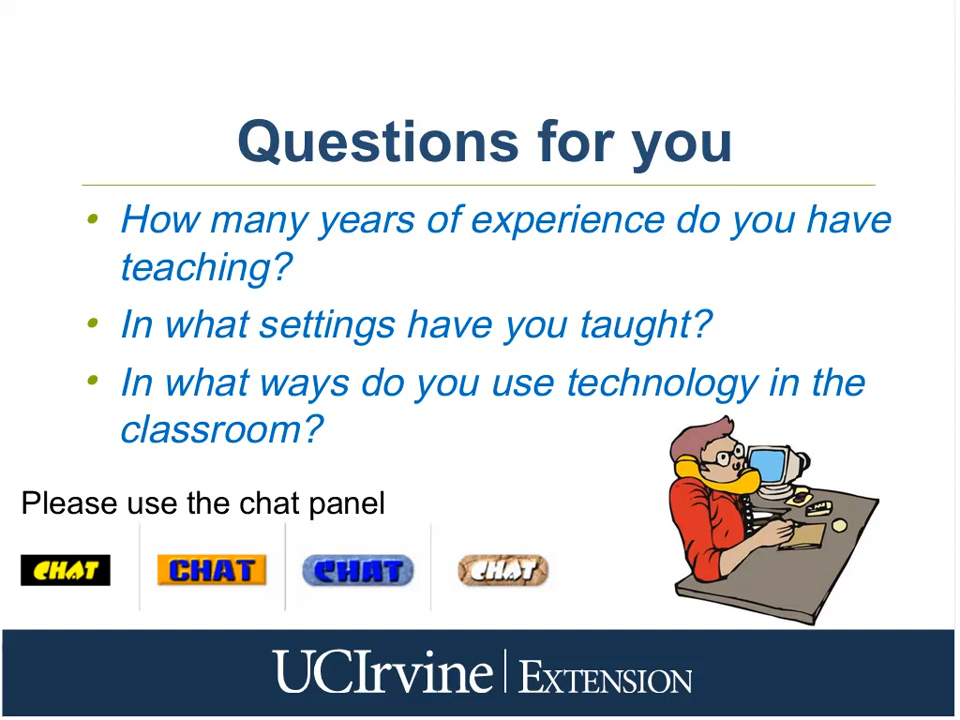 Questions for you
• How many years of experience do you have
teaching?
• In what settings have you taught?
• In what ways do you use technology in the
classroom?
Please use the chat panel
CHAT CHAT CHAT CHAT
UCIrvine | EXTENSION